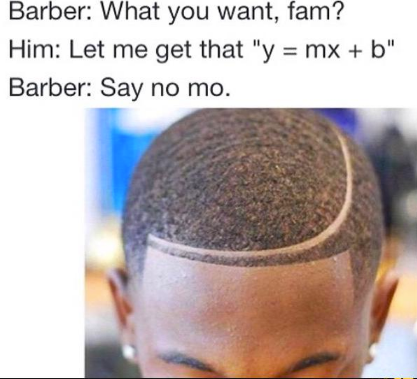 Barber: What you want, fam?
Him: Let me get that "y = mx + b"
Barber: Say no mo.